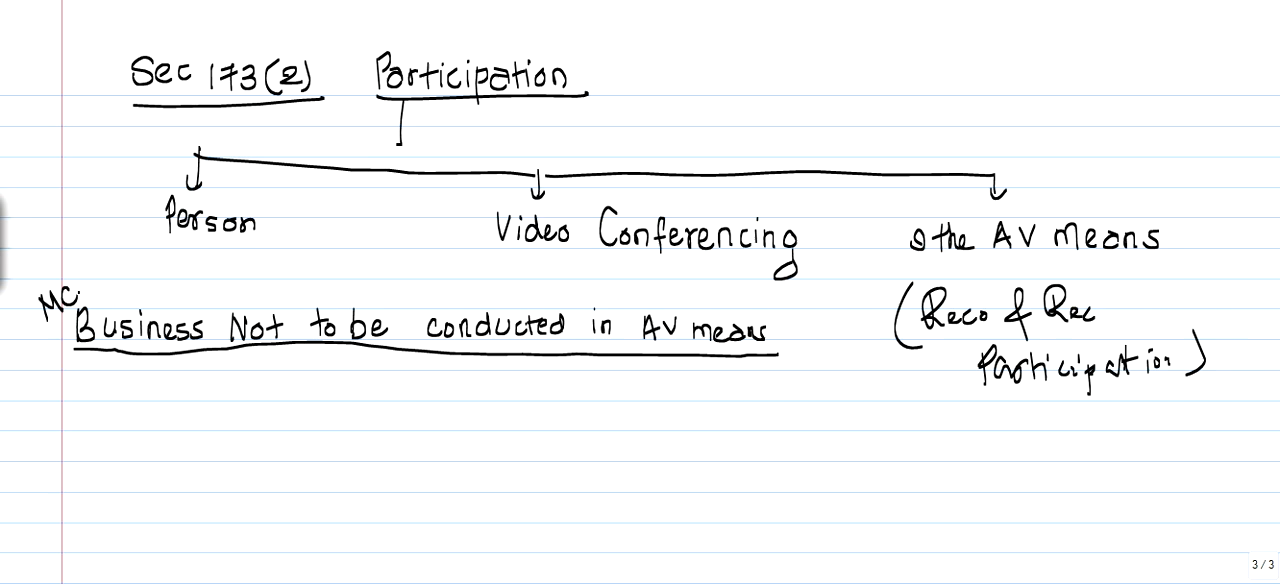 Sec 173(2) Participation
Person Video Conferencing othe AV means
(Reco & Rec
Participation)
MC.
Business Not to be conducted in AV means
3 / 3